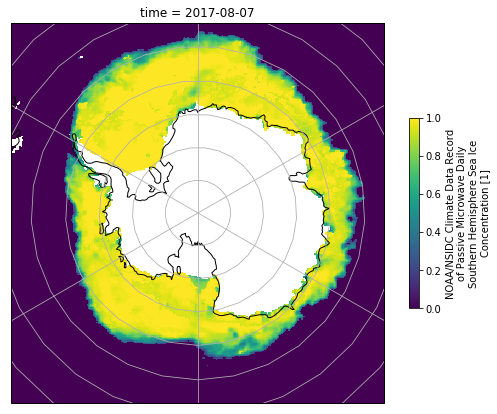 time = 2017-08-07
1.0
0.8
0.6
0.4
0.2
0.0
NOAA/NSIDC Climate Data Record
of Passive Microwave Daily
Southern Hemisphere Sea Ice
Concentration [1]